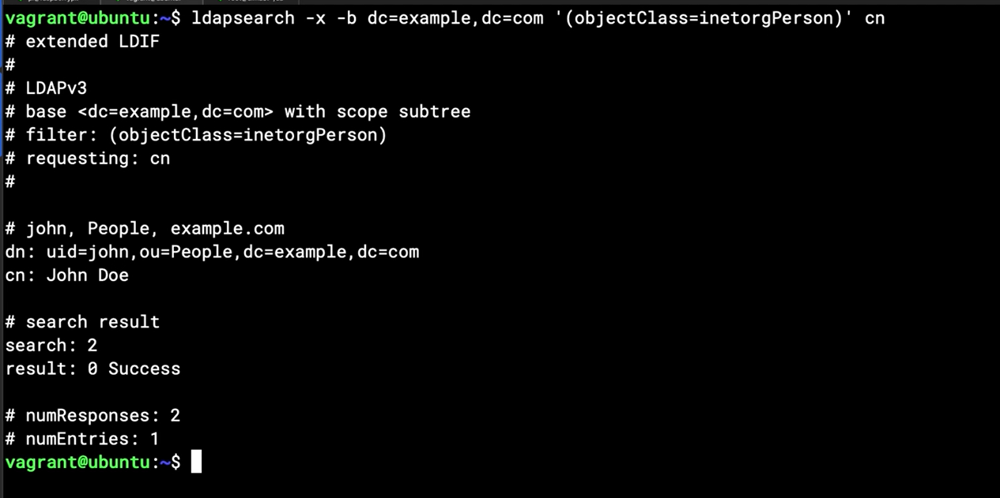 vagrant@ubuntu:~$ ldapsearch -x -b dc=example,dc=com '(objectClass=inetorgPerson)' cn
# extended LDIF
#
# LDAPv3
# base <dc=example,dc=com> with scope subtree
# filter: (objectClass=inetorgPerson)
# requesting: cn
#
# john, People, example.com
dn: uid=john,ou=People,dc=example,dc=com
cn: John Doe
# search result
search: 2
result: 0 Success
# numResponses: 2
# numEntries: 1
vagrant@ubuntu:~$